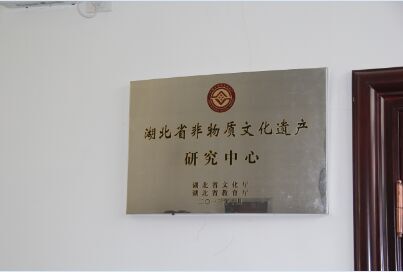 湖北省非物质文化遗产
研究中心
湖北省文化厅
湖北省教育厅